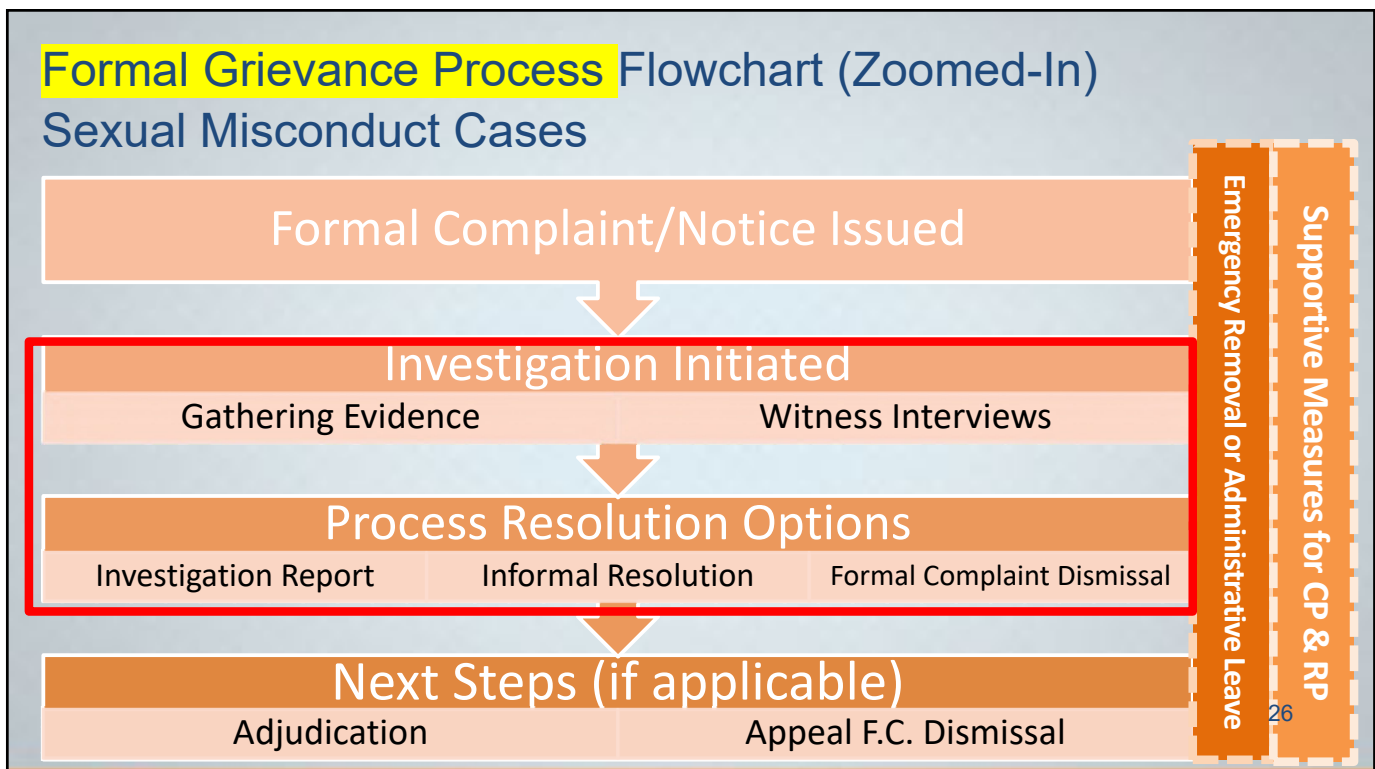 Formal Grievance Process Flowchart (Zoomed-In)
Sexual Misconduct Cases
Formal Complaint/Notice Issued
Investigation Initiated
Gathering Evidence
Witness Interviews
Process Resolution Options
Investigation Report
Informal Resolution
Formal Complaint Dismissal
Next Steps (if applicable)
Adjudication
Appeal F.C. Dismissal
Emergency Removal or Administrative Leave
Supportive Measures for CP & RP
26